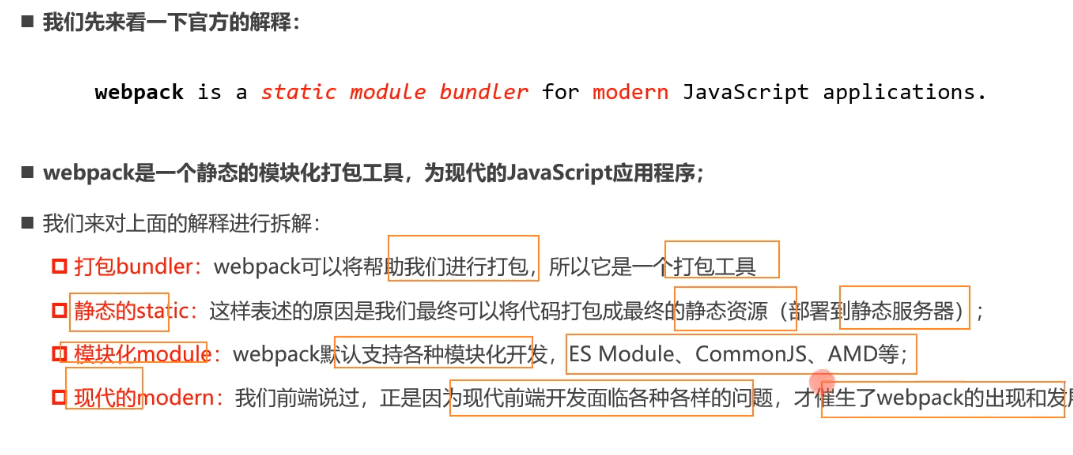 我们先来看一下官方的解释：
webpack is a static module bundler for modern JavaScript applications.
webpack是一个静态的模块化打包工具，为现代的JavaScript应用程序；
我们来对上面的解释进行拆解：
打包bundler：webpack可以将帮助我们进行打包，所以它是一个打包工具
静态的static：这样表述的原因是我们最终可以将代码打包成最终的静态资源（部署到静态服务器）；
模块化module：webpack默认支持各种模块化开发，ES Module、CommonJS、AMD等；
现代的modern：我们前端说过，正是因为现代前端开发面临各种各样的问题，才催生了webpack的出现和发